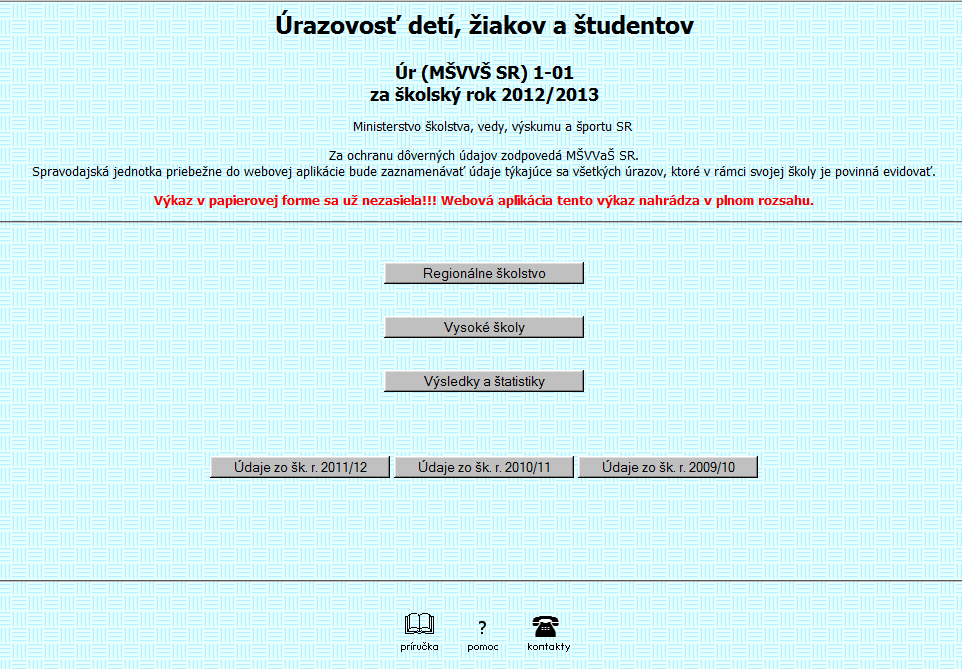 Úrazovosť detí, žiakov a študentov
Úr (MŠVVŠ SR) 1-01
za školský rok 2012/2013
Ministerstvo školstva, vedy, výskumu a športu SR
Za ochranu dôverných údajov zodpovedá MŠVVaŠ SR.
Spravodajská jednotka priebežne do webovej aplikácie bude zaznamenávať údaje týkajúce sa všetkých úrazov, ktoré v rámci svojej školy je povinná evidovať.
Výkaz v papierovej forme sa už nezasiela!!! Webová aplikácia tento výkaz nahrádza v plnom rozsahu.
Regionálne školstvo
Vysoké školy
Výsledky a štatistiky
Údaje zo šk. r. 2011/12 Údaje zo šk. r. 2010/11 Údaje zo šk. r. 2009/10
?
príručka pomoc kontakty